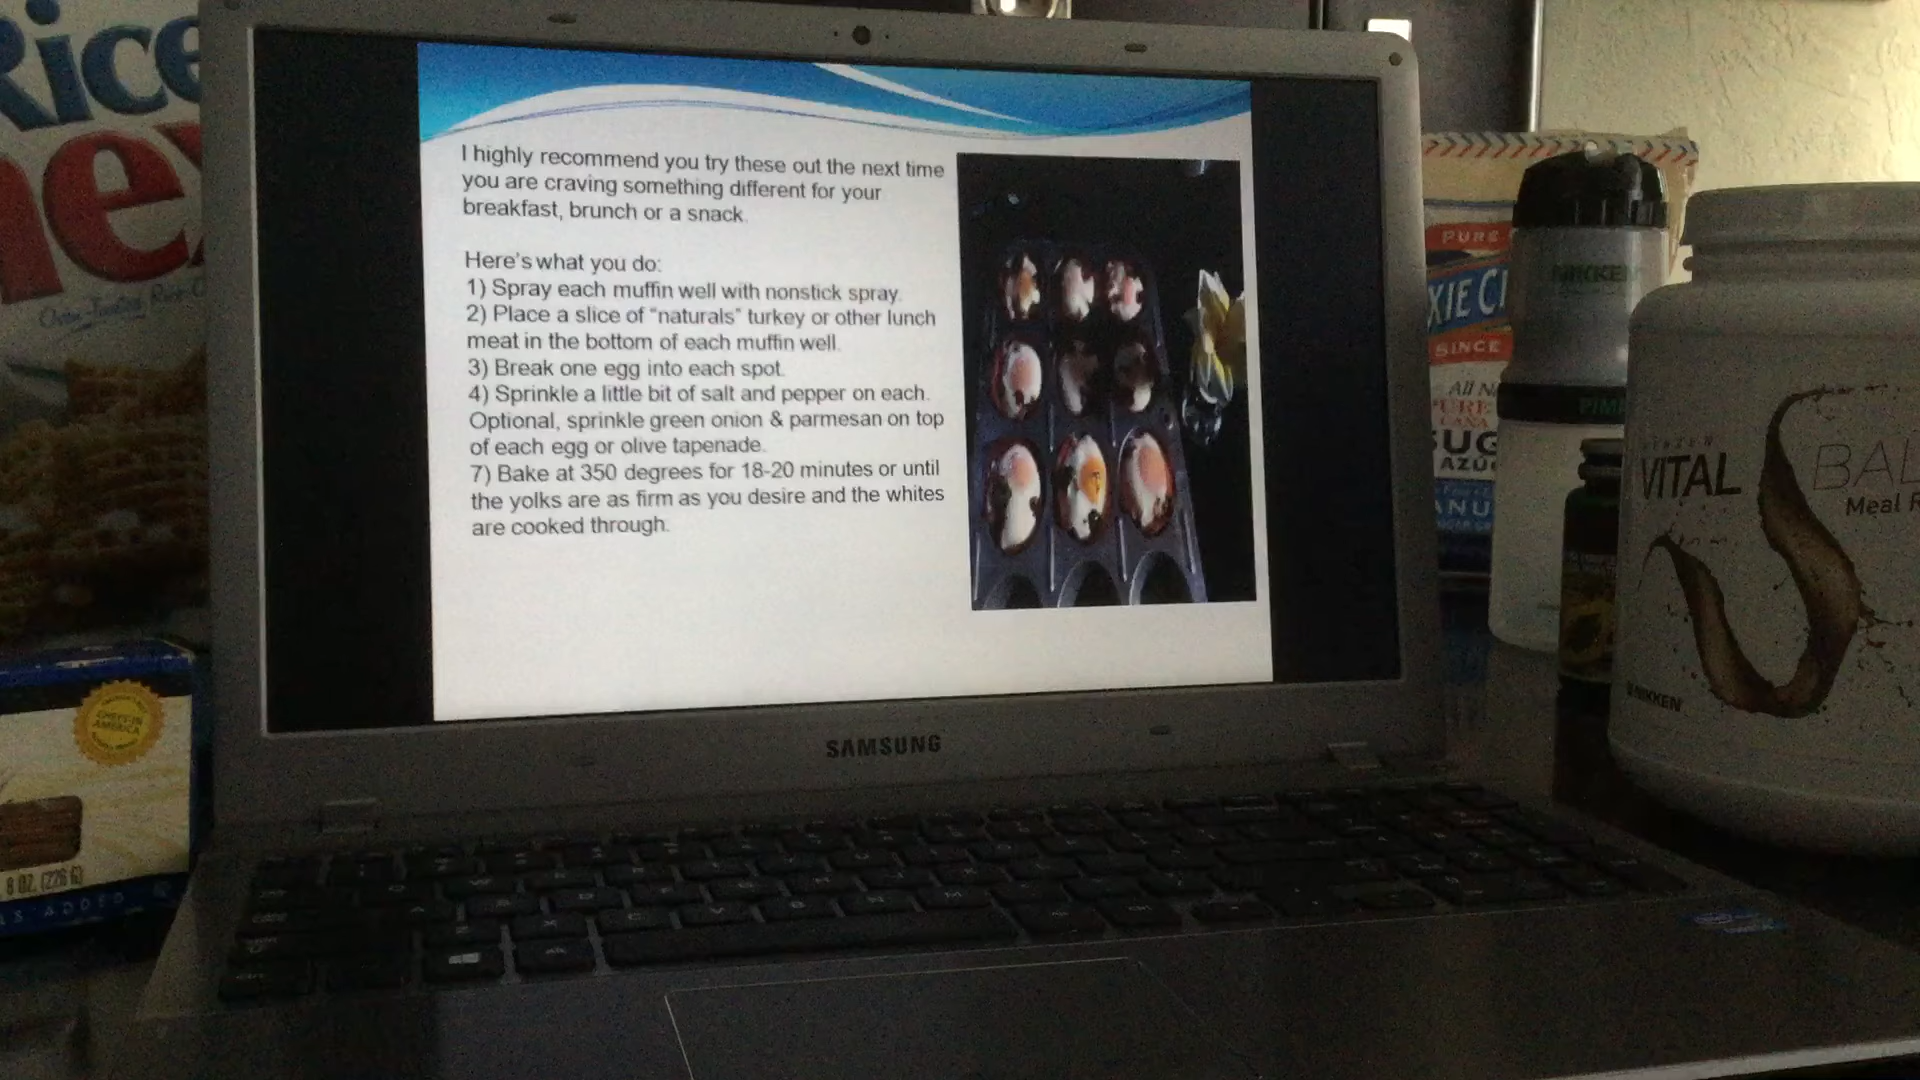 Rice
I highly recommend you try these out the next time
you are craving something different for your
breakfast, brunch or a snack.
Here's what you do:
1) Spray each muffin well with nonstick spray.
2) Place a slice of “naturals” turkey or other lunch
meat in the bottom of each muffin well.
3) Break one egg into each spot.
4) Sprinkle a little bit of salt and pepper on each.
Optional, sprinkle green onion & parmesan on top
of each egg or olive tapenade.
7) Bake at 350 degrees for 18-20 minutes or until
the yolks are as firm as you desire and the whites
are cooked through.
SAMSUNG
8 OZ. (226 G)
ADDED
AMERICA
PURE
SINCE
NIKKEN
VITAL BAL
Meal R
NIKKEN